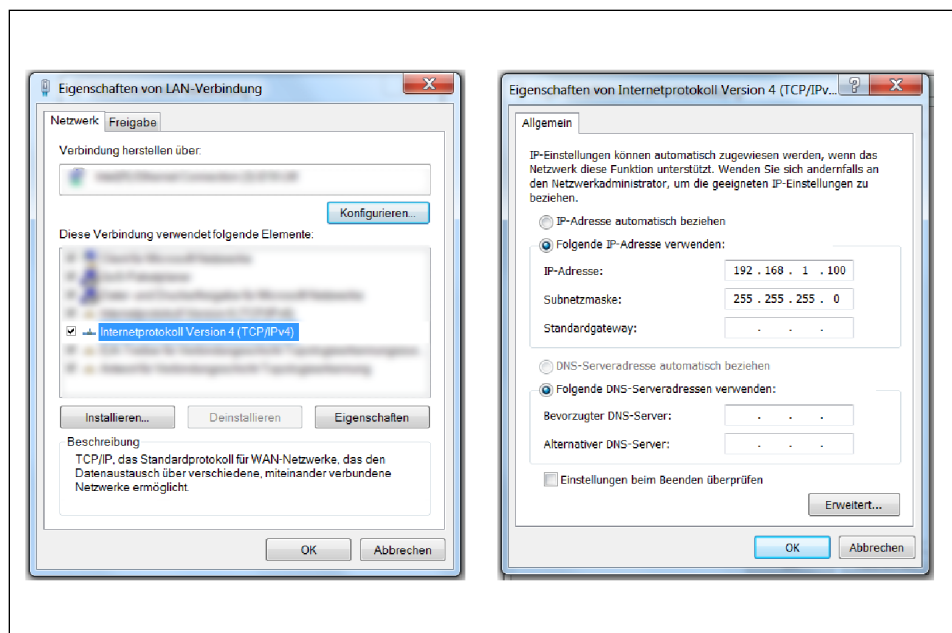 Eigenschaften von LAN-Verbindung
Netzwerk
Freigabe
Verbindung herstellen über:
Konfigurieren...
Diese Verbindung verwendet folgende Elemente:
Internetprotokoll Version 4 (TCP/IPv4)
Installieren...
Deinstallieren
Eigenschaften
Beschreibung
TCP/IP, das Standardprotokoll für WAN-Netzwerke, das den
Datenaustausch über verschiedene, miteinander verbundene
Netzwerke ermöglicht.
OK
Abbrechen
Eigenschaften von Internetprotokoll Version 4 (TCP/IPv...
Allgemein
IP-Einstellungen können automatisch zugewiesen werden, wenn das
Netzwerk diese Funktion unterstützt. Wenden Sie sich andernfalls an
den Netzwerkadministrator, um die geeigneten IP-Einstellungen zu
beziehen.
IP-Adresse automatisch beziehen
Folgende IP-Adresse verwenden:
IP-Adresse: 192 . 168 . 1 . 100
Subnetzmaske: 255 . 255 . 255 . 0
Standardgateway: . . .
DNS-Serveradresse automatisch beziehen
Folgende DNS-Serveradressen verwenden:
Bevorzugter DNS-Server: . . .
Alternativer DNS-Server: . . .
Einstellungen beim Beenden überprüfen
Erweitert...
OK
Abbrechen